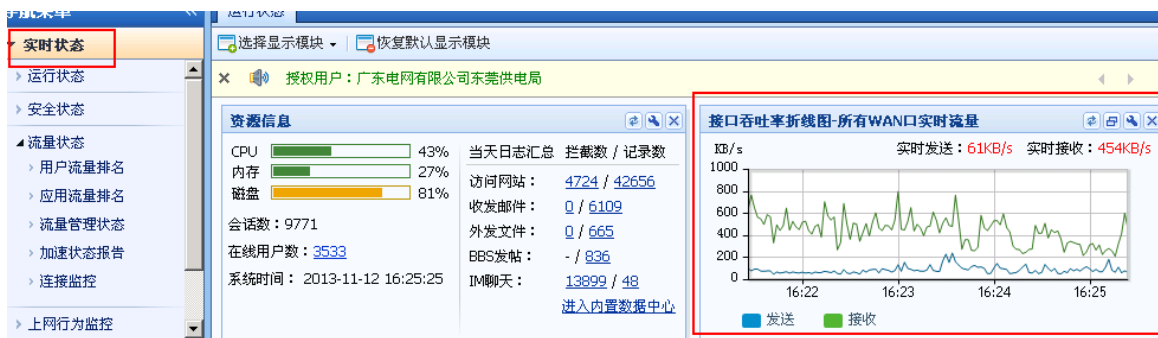 导航菜单
运行状态
实时状态
选择显示模块
恢复默认显示模块
运行状态
安全状态
流量状态
用户流量排名
应用流量排名
流量管理状态
加速状态报告
连接监控
上网行为监控
授权用户：广东电网有限公司东莞供电局
资源信息
CPU 43%
内存 27%
磁盘 81%
会话数：9771
在线用户数：3533
系统时间： 2013-11-12 16:25:25
当天日志汇总 拦截数 / 记录数
访问网站： 4724 / 42656
收发邮件： 0 / 6109
外发文件： 0 / 665
BBS发帖： - / 836
IM聊天： 13899 / 48
进入内置数据中心
接口吞吐率折线图-所有WAN口实时流量
KB/s 实时发送：61KB/s 实时接收：454KB/s
1000
800
600
400
200
0
16:22 16:23 16:24 16:25
发送 接收